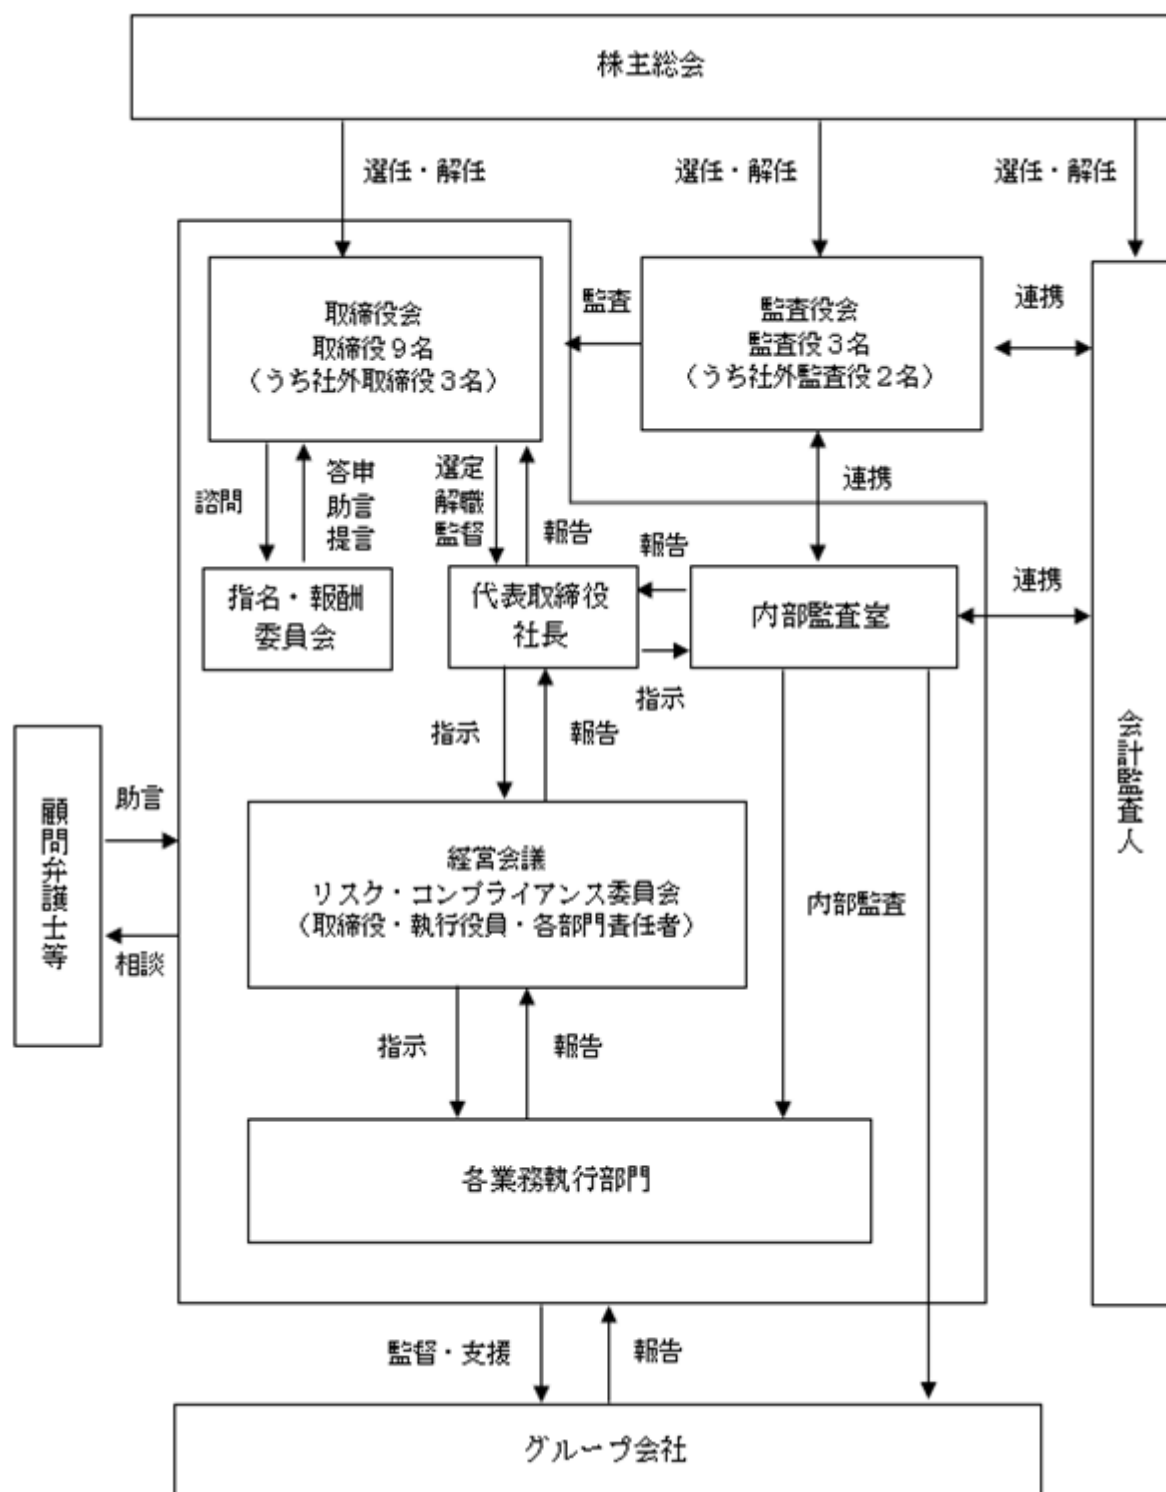 株主総会
選任・解任
選任・解任
選任・解任
取締役会
取締役９名
（うち社外取締役３名）
監査
監査役会
監査役３名
（うち社外監査役２名）
連携
諮問
答申
助言
提言
選定
解職
監督
報告
連携
報告
指名・報酬
委員会
代表取締役
社長
内部監査室
連携
指示
指示
報告
会計監査人
顧問弁護士等
助言
相談
経営会議
リスク・コンプライアンス委員会
（取締役・執行役員・各部門責任者）
内部監査
指示
報告
各業務執行部門
監督・支援
報告
グループ会社